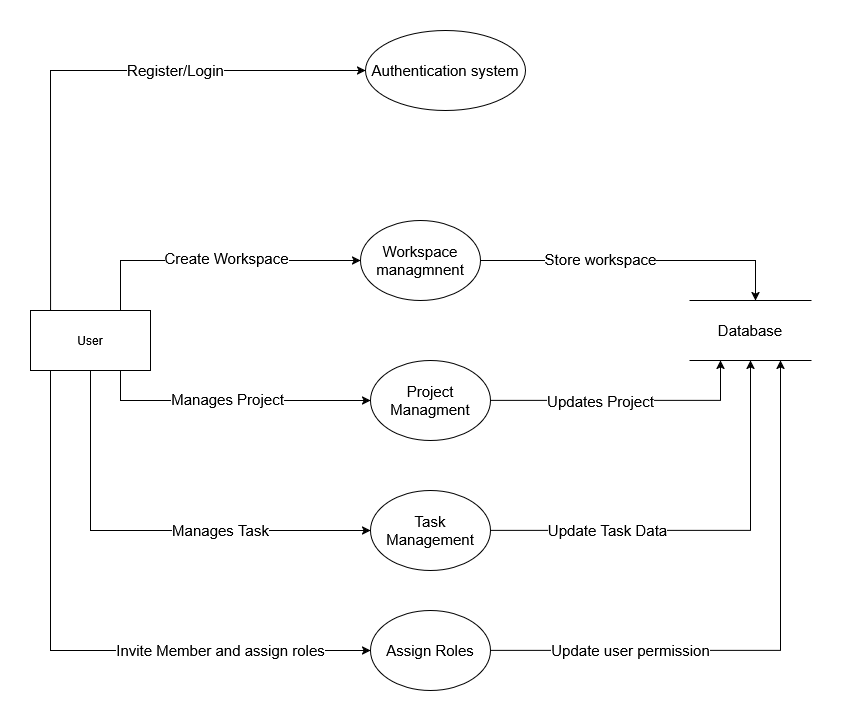 Register/Login
Authentication system
Create Workspace
Workspace
managmnent
Store workspace
User
Database
Manages Project
Project
Managment
Updates Project
Manages Task
Task
Management
Update Task Data
Invite Member and assign roles
Assign Roles
Update user permission